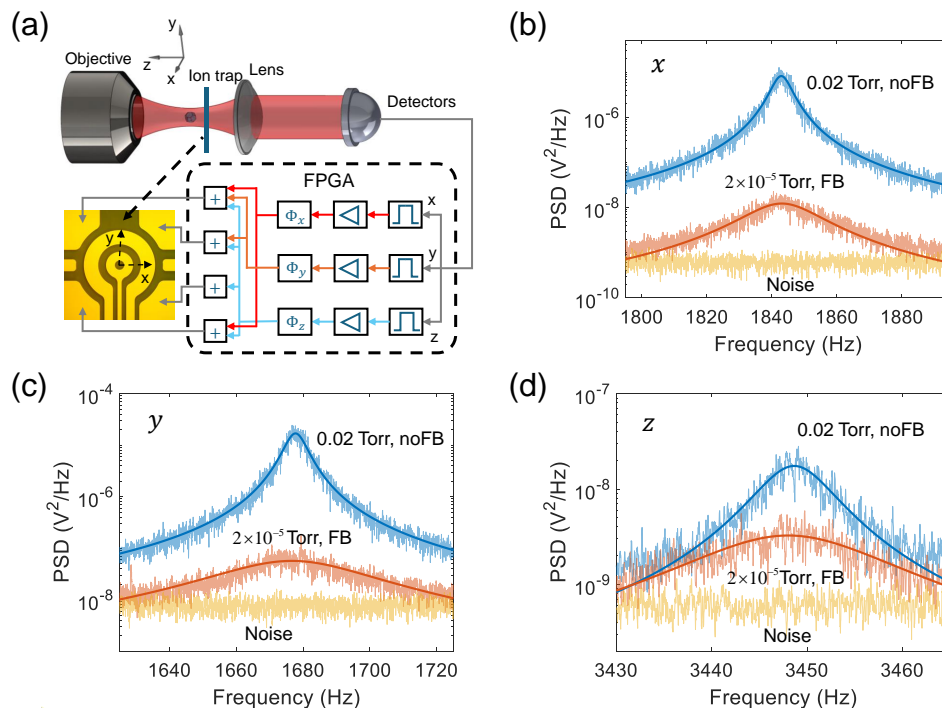 (a)
y
z
x
Objective
Ion trap
Lens
Detectors
FPGA
+ Φx x
+ Φy y
+ Φz z
+
y
x
(b)
x
0.02 Torr, noFB
2×10⁻⁵ Torr, FB
Noise
PSD (V²/Hz)
10⁻⁶
10⁻⁸
10⁻¹⁰
1800 1820 1840 1860 1880
Frequency (Hz)
(c)
y
0.02 Torr, noFB
2×10⁻⁵ Torr, FB
Noise
PSD (V²/Hz)
10⁻⁴
10⁻⁶
10⁻⁸
1640 1660 1680 1700 1720
Frequency (Hz)
(d)
z
0.02 Torr, noFB
2×10⁻⁵ Torr, FB
Noise
PSD (V²/Hz)
10⁻⁷
10⁻⁸
10⁻⁹
3430 3440 3450 3460
Frequency (Hz)